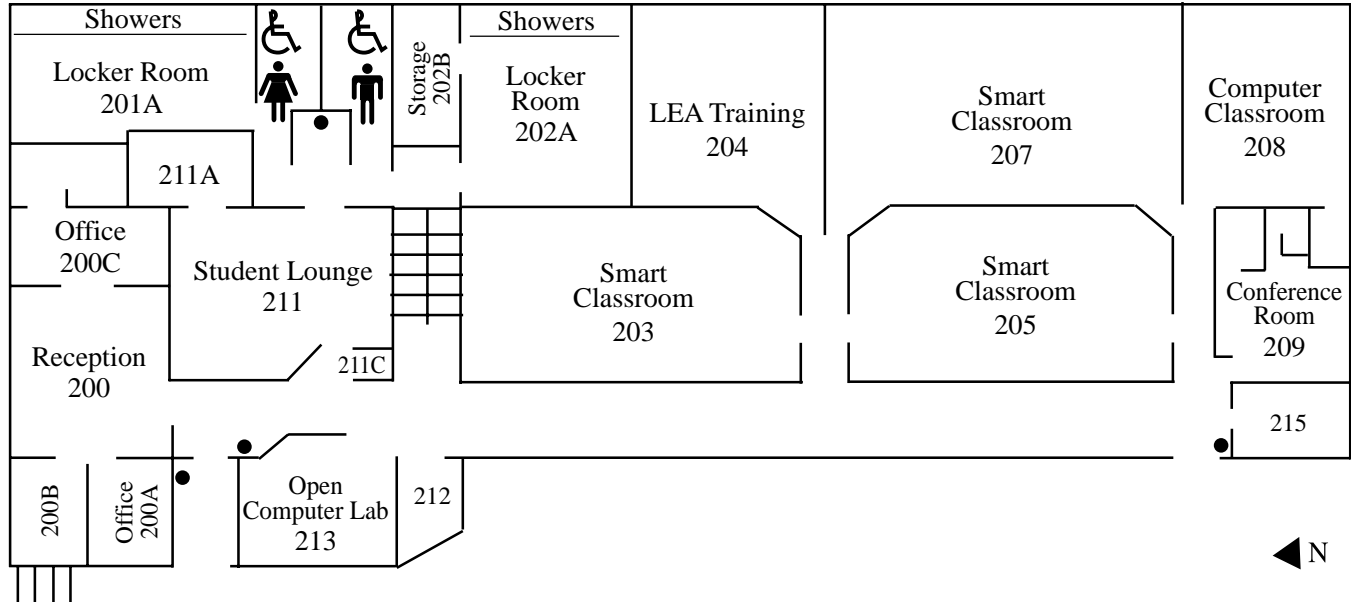 Showers
Locker Room
201A
Storage
202B
Showers
Locker
Room
202A
LEA Training
204
Smart
Classroom
207
Computer
Classroom
208
211A
Office
200C
Student Lounge
211
Smart
Classroom
203
Smart
Classroom
205
Conference
Room
209
Reception
200
211C
215
200B
Office
200A
Open
Computer Lab
213
212
N